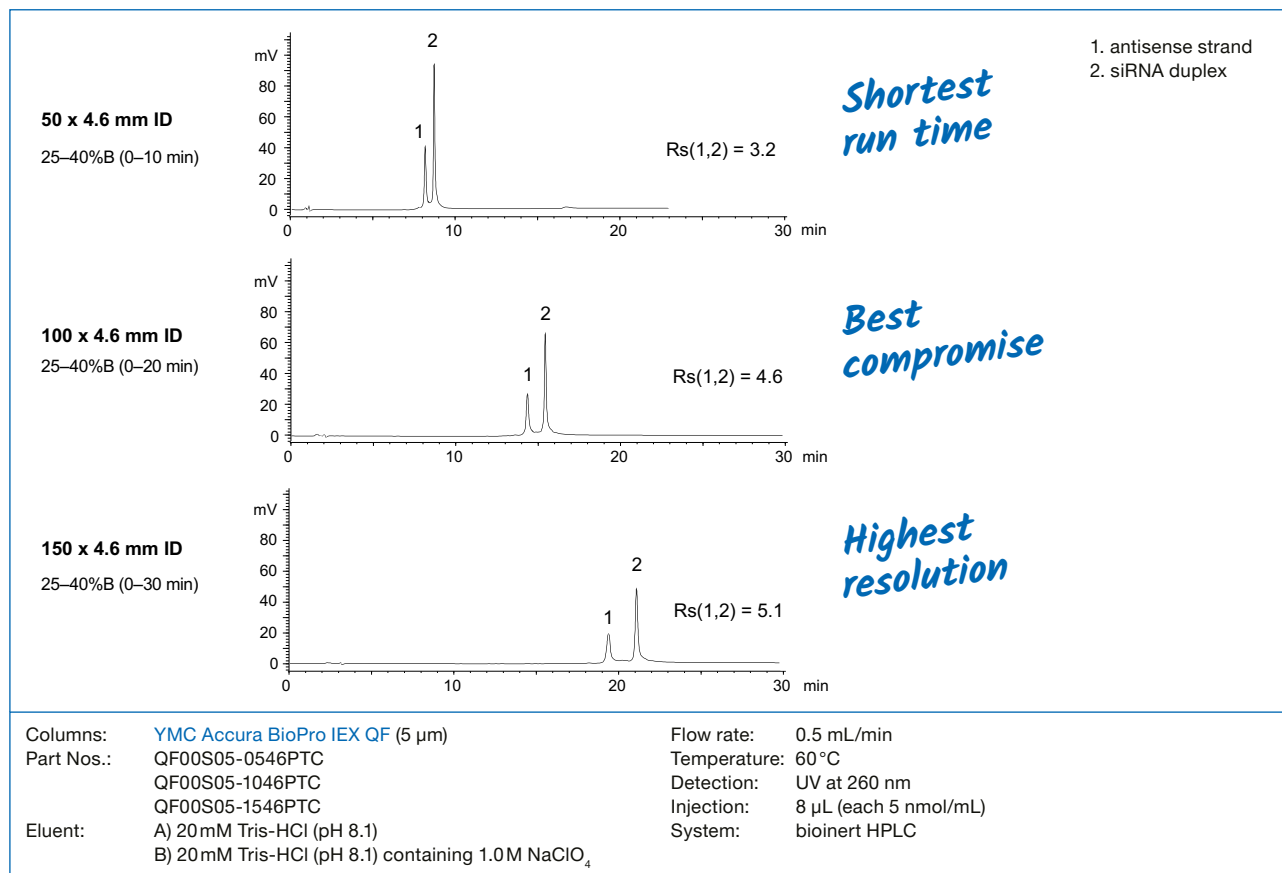 1. antisense strand
2. siRNA duplex
50 x 4.6 mm ID
25–40%B (0–10 min)
mV
80
60
40
20
0
1
2
Rs(1,2) = 3.2
0
10
20
30
min
Shortest
run time
100 x 4.6 mm ID
25–40%B (0–20 min)
mV
80
60
40
20
0
1
2
Rs(1,2) = 4.6
0
10
20
30
min
Best
compromise
150 x 4.6 mm ID
25–40%B (0–30 min)
mV
80
60
40
20
0
1
2
Rs(1,2) = 5.1
0
10
20
30
min
Highest
resolution
Columns: YMC Accura BioPro IEX QF (5 µm)
Part Nos.: QF00S05-0546PTC
QF00S05-1046PTC
QF00S05-1546PTC
Eluent: A) 20mM Tris-HCl (pH 8.1)
B) 20mM Tris-HCl (pH 8.1) containing 1.0M NaClO₄
Flow rate: 0.5 mL/min
Temperature: 60°C
Detection: UV at 260 nm
Injection: 8 µL (each 5 nmol/mL)
System: bioinert HPLC